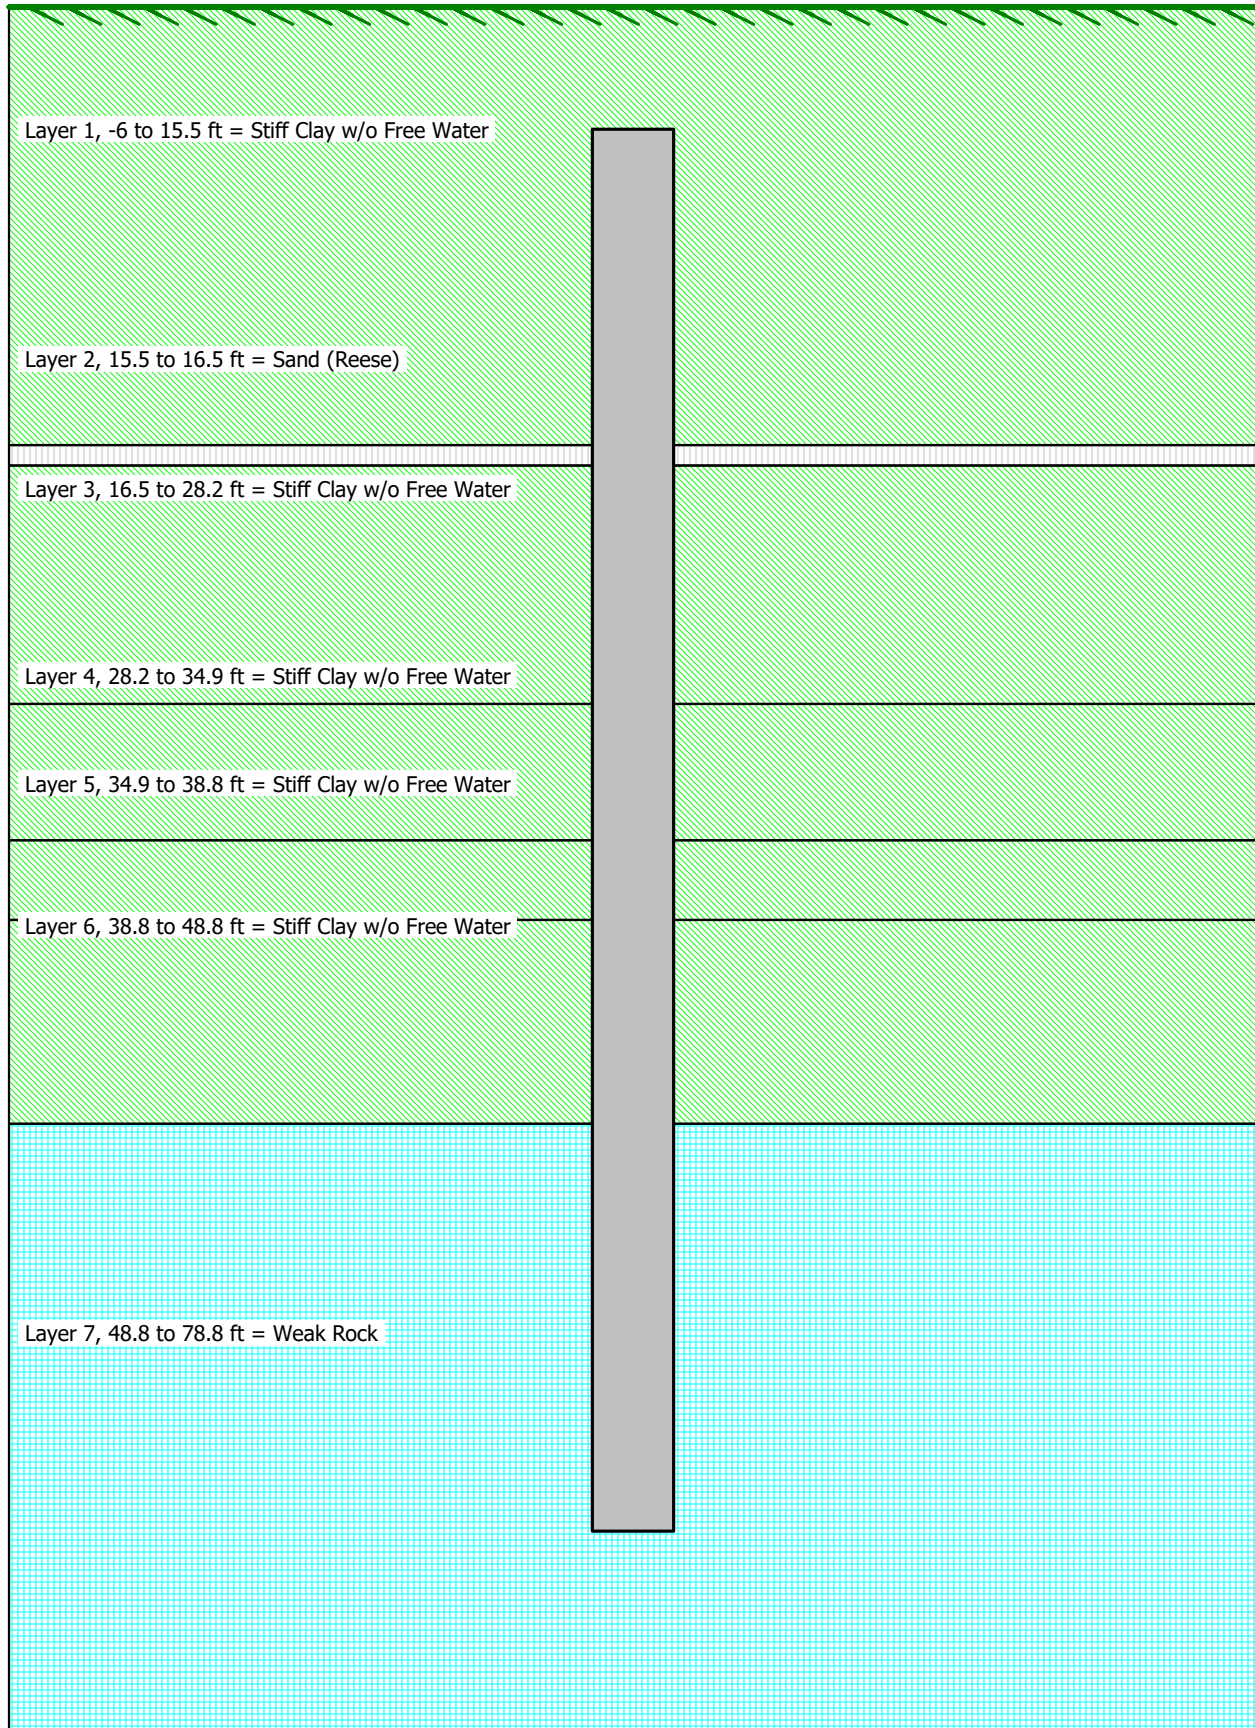 Layer 1, -6 to 15.5 ft = Stiff Clay w/o Free Water
Layer 2, 15.5 to 16.5 ft = Sand (Reese)
Layer 3, 16.5 to 28.2 ft = Stiff Clay w/o Free Water
Layer 4, 28.2 to 34.9 ft = Stiff Clay w/o Free Water
Layer 5, 34.9 to 38.8 ft = Stiff Clay w/o Free Water
Layer 6, 38.8 to 48.8 ft = Stiff Clay w/o Free Water
Layer 7, 48.8 to 78.8 ft = Weak Rock